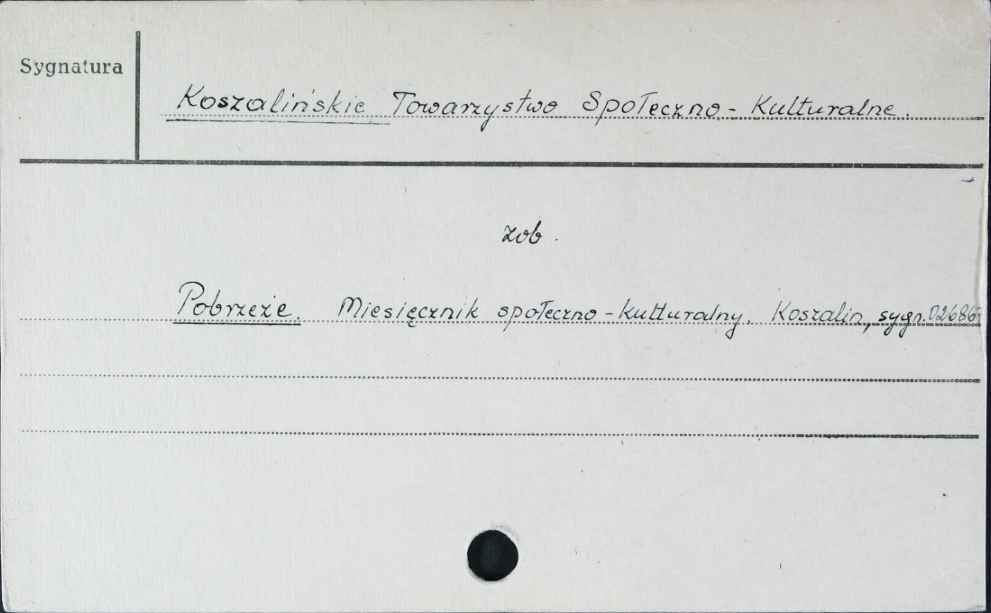 Sygnatura
Koszalińskie Towarzystwo Społeczno-Kulturalne.
zob.
Pobrzeże. Miesięcznik społeczno-kulturalny. Koszalin, sygn.